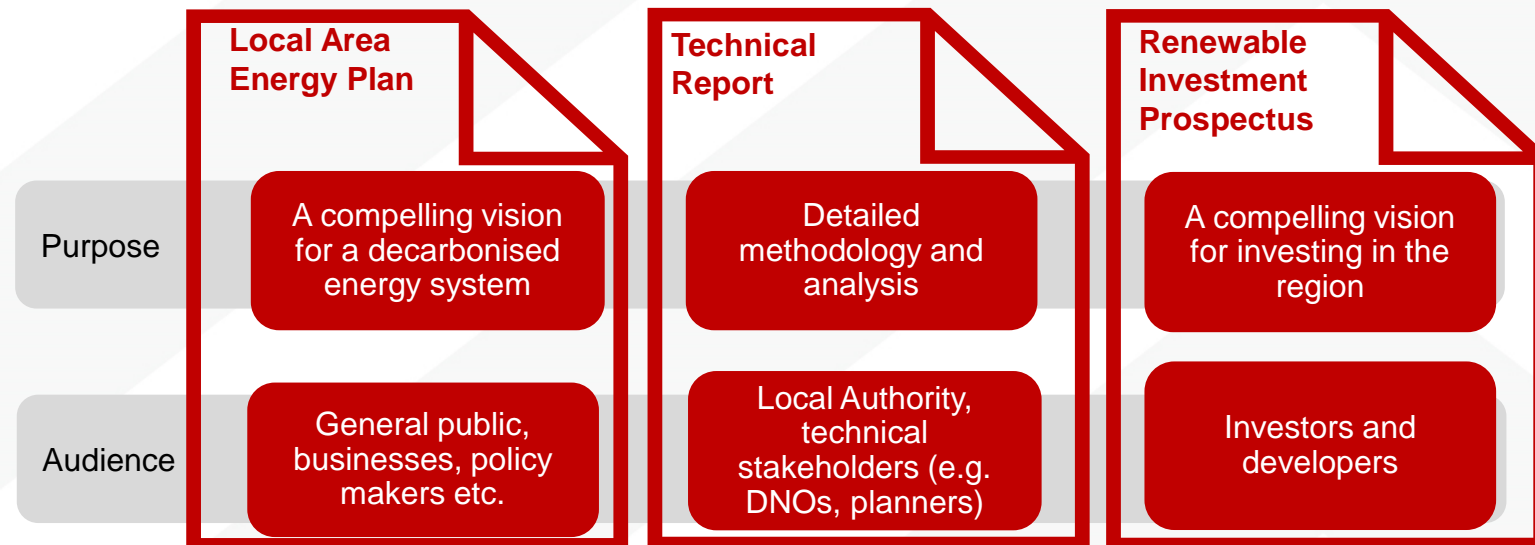 Local Area
Energy Plan
Technical
Report
Renewable
Investment
Prospectus
Purpose
A compelling vision
for a decarbonised
energy system
Detailed
methodology and
analysis
A compelling vision
for investing in the
region
Audience
General public,
businesses, policy
makers etc.
Local Authority,
technical
stakeholders (e.g.
DNOs, planners)
Investors and
developers